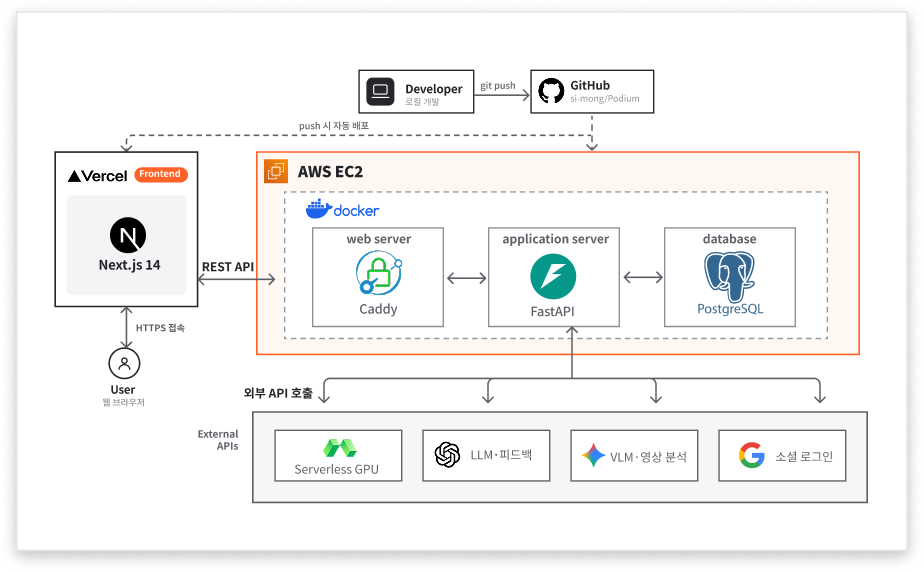 Developer
로컬 개발
git push
GitHub
si-mong/Podium
push 시 자동 배포
Vercel
Frontend
Next.js 14
AWS EC2
docker
web server
Caddy
application server
FastAPI
database
PostgreSQL
REST API
HTTPS 접속
User
웹 브라우저
외부 API 호출
External
APIs
Serverless GPU
LLM·피드백
VLM·영상 분석
소셜 로그인